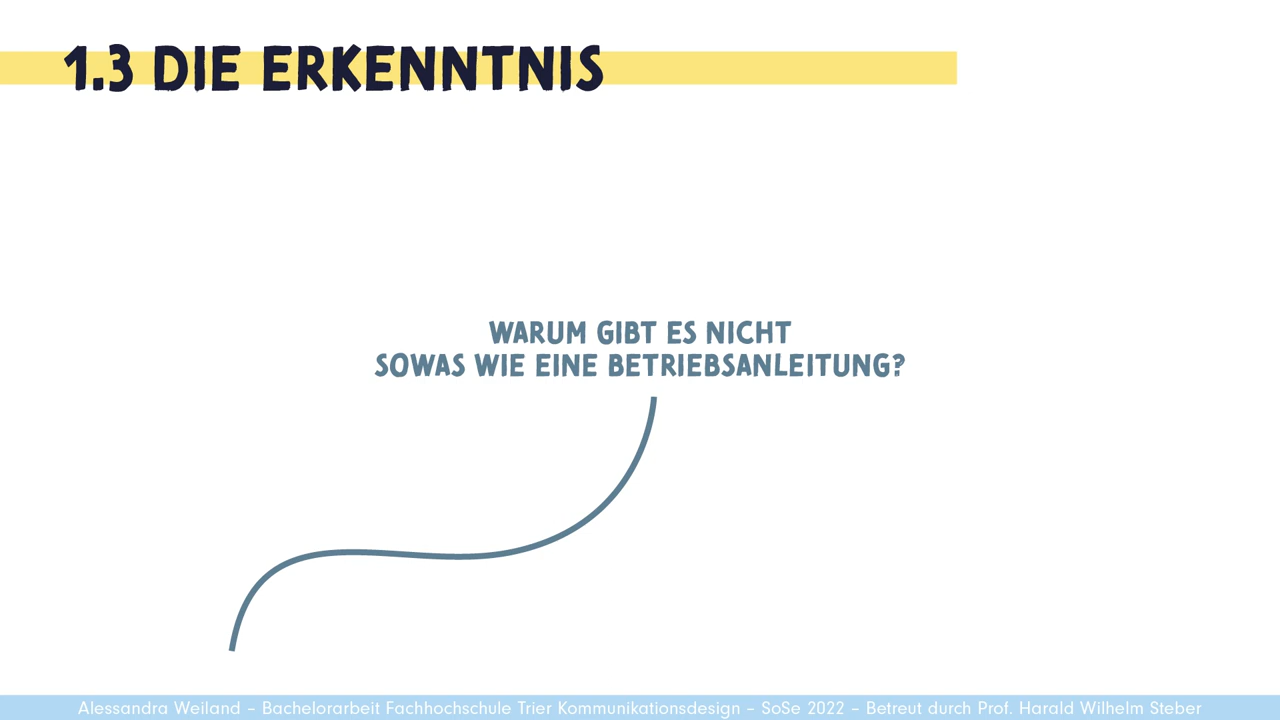 1.3 DIE ERKENNTNIS
WARUM GIBT ES NICHT
SOWAS WIE EINE BETRIEBSANLEITUNG?
Alessandra Weiland – Bachelorarbeit Fachhochschule Trier Kommunikationsdesign – SoSe 2022 – Betreut durch Prof. Harald Wilhelm Steber